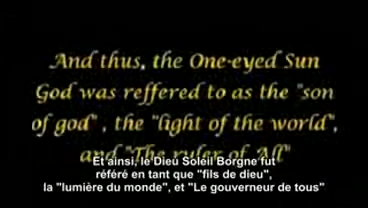 And thus, the One-eyed Sun
God was reffered to as the "son
of god" , the "light of the world",
and "The ruler of All"
Et ainsi, le Dieu Soleil Borgne fut
référé en tant que "fils de dieu",
la "lumière du monde", et "Le gouverneur de tous"